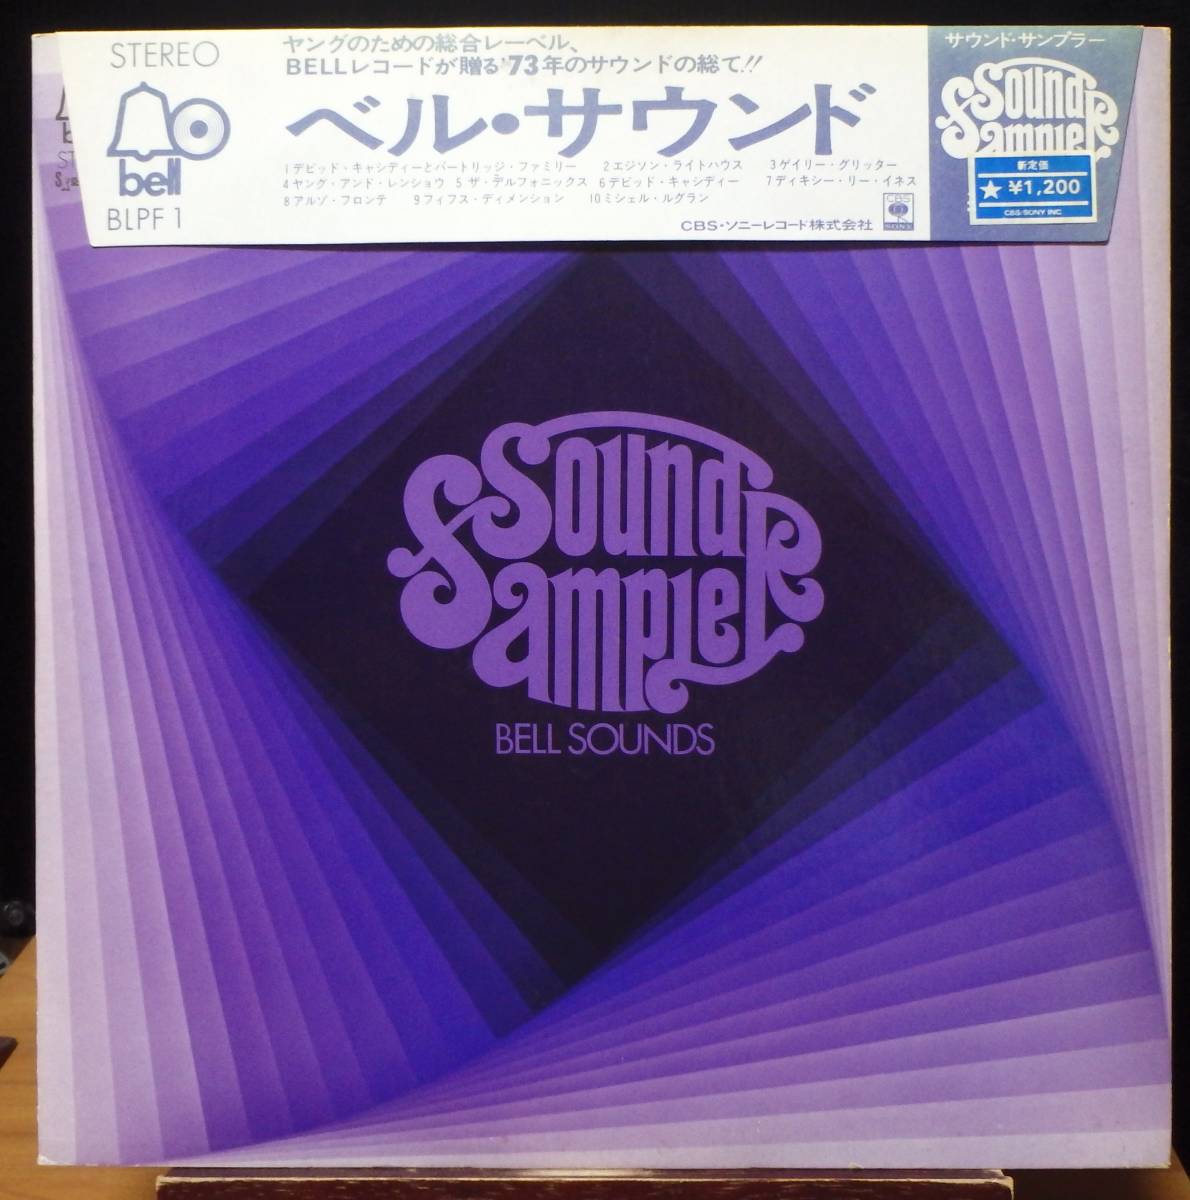 STEREO
bell
BLPF 1
ヤングのための総合レーベル、
BELLレコードが贈る'73年のサウンドの総て!!
ベル・サウンド
1デビッド・キャシディーとパートリッジ・ファミリー 2エジソン・ライトハウス 3ゲイリー・グリッター
4ヤング・アンド・レンショウ 5ザ・デルフォニックス 6デビッド・キャシディー 7ディキシー・リー・イネス
8アルゾ・フロンテ 9フィフス・ディメンション 10ミシェル・ルグラン
CBS・ソニーレコード株式会社
CBS
SONY
サウンド・サンプラー
Sound
Sampler
新定価
★ ¥1,200
CBS/SONY INC.
Sound
Sampler
BELL SOUNDS